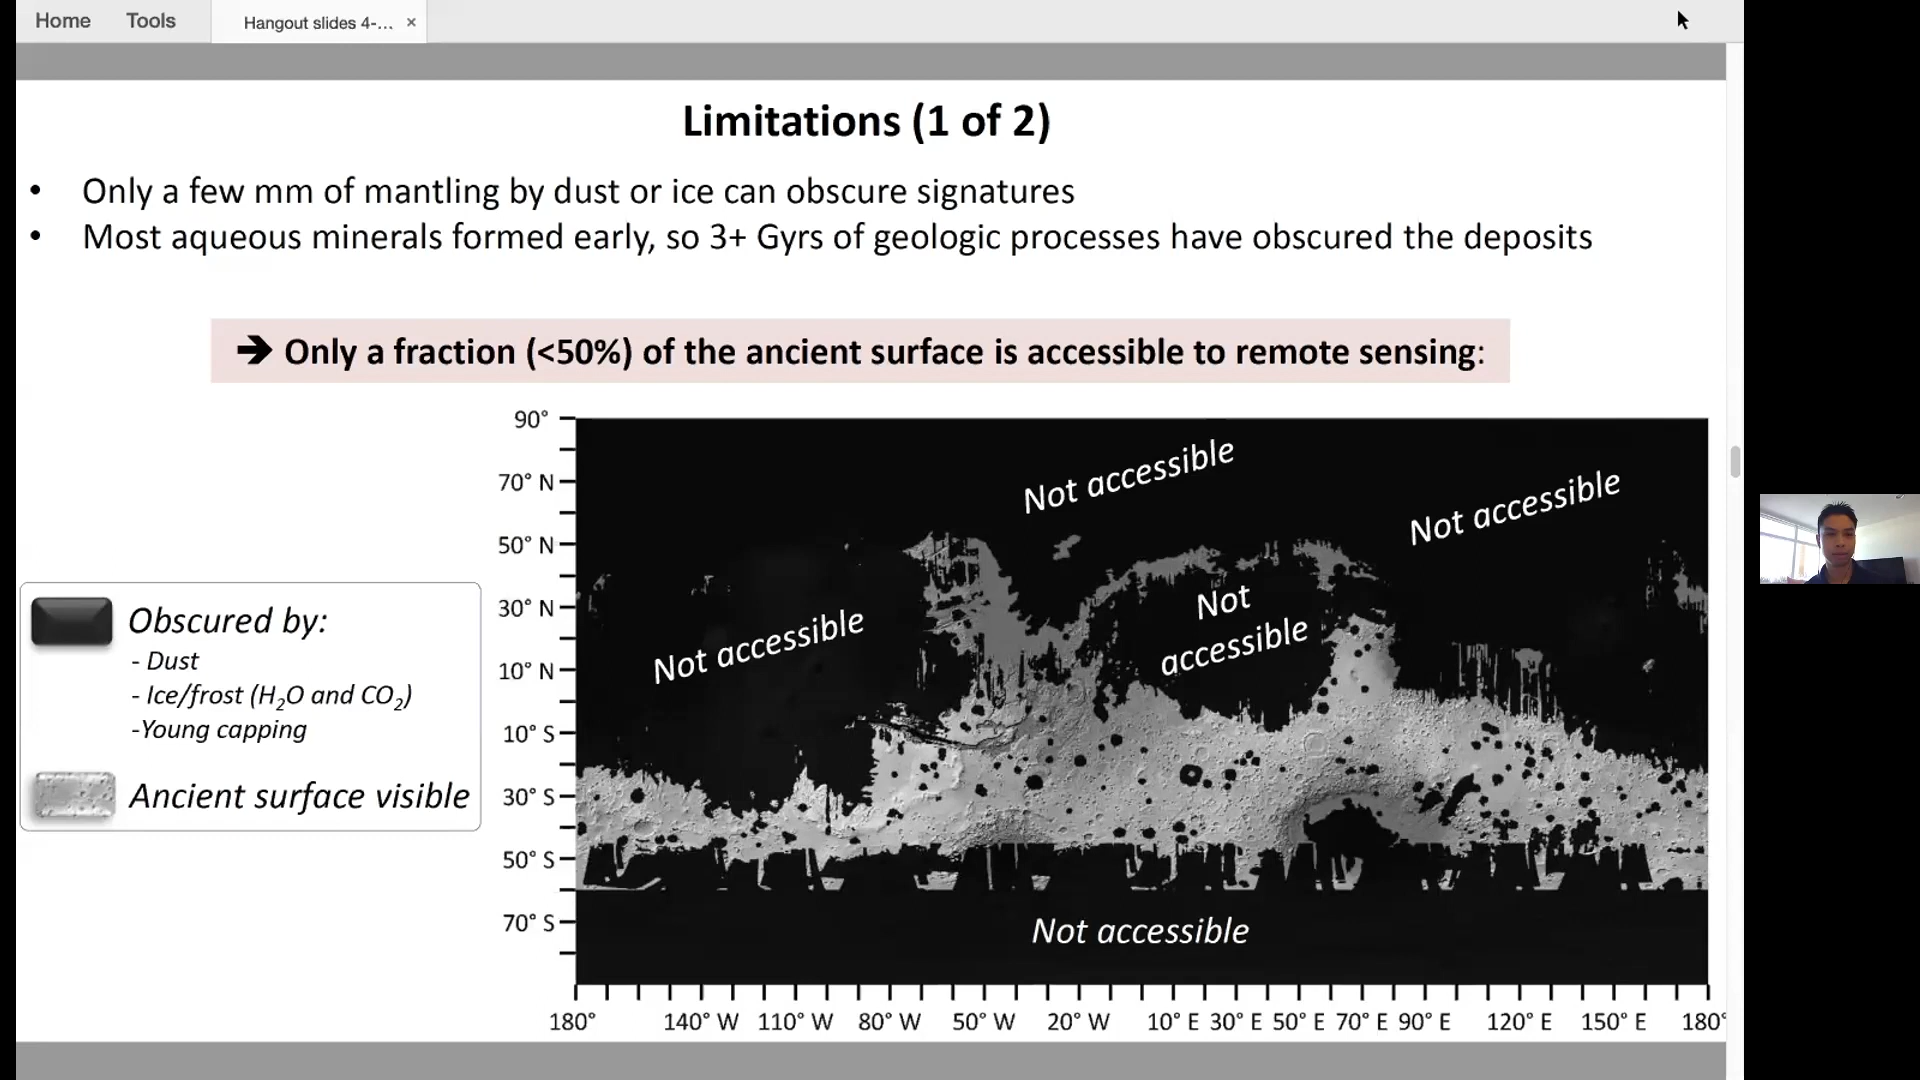 Home Tools Hangout slides 4-... ×
Limitations (1 of 2)
• Only a few mm of mantling by dust or ice can obscure signatures
• Most aqueous minerals formed early, so 3+ Gyrs of geologic processes have obscured the deposits
➔ Only a fraction (<50%) of the ancient surface is accessible to remote sensing:
Obscured by:
- Dust
- Ice/frost (H₂O and CO₂)
-Young capping
Ancient surface visible
90°
70° N
50° N
30° N
10° N
10° S
30° S
50° S
70° S
Not accessible
Not accessible
Not accessible
Not
accessible
Not accessible
180° 140° W 110° W 80° W 50° W 20° W 10° E 30° E 50° E 70° E 90° E 120° E 150° E 180°